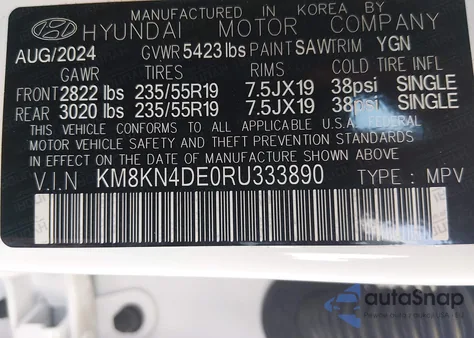 MANUFACTURED IN KOREA BY
HYUNDAI MOTOR COMPANY
AUG/2024 GVWR 5423 lbs PAINT SAW TRIM YGN
GAWR TIRES RIMS COLD TIRE INFL
FRONT 2822 lbs 235/55R19 7.5JX19 38psi SINGLE
REAR 3020 lbs 235/55R19 7.5JX19 38psi SINGLE
THIS VEHICLE CONFORMS TO ALL APPLICABLE U.S. FEDERAL
MOTOR VEHICLE SAFETY AND THEFT PREVENTION STANDARDS
IN EFFECT ON THE DATE OF MANUFACTURE SHOWN ABOVE
V.I.N KM8KN4DE0RU333890 TYPE : MPV
autoSnap